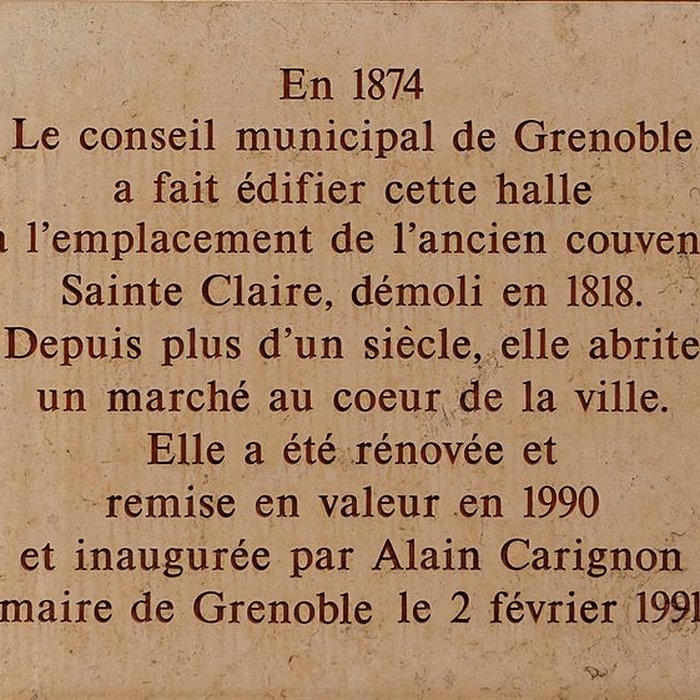 En 1874
Le conseil municipal de Grenoble
a fait édifier cette halle
à l'emplacement de l'ancien couven
Sainte Claire, démoli en 1818.
Depuis plus d'un siècle, elle abrite
un marché au coeur de la ville.
Elle a été rénovée et
remise en valeur en 1990
et inaugurée par Alain Carignon
maire de Grenoble le 2 février 1991